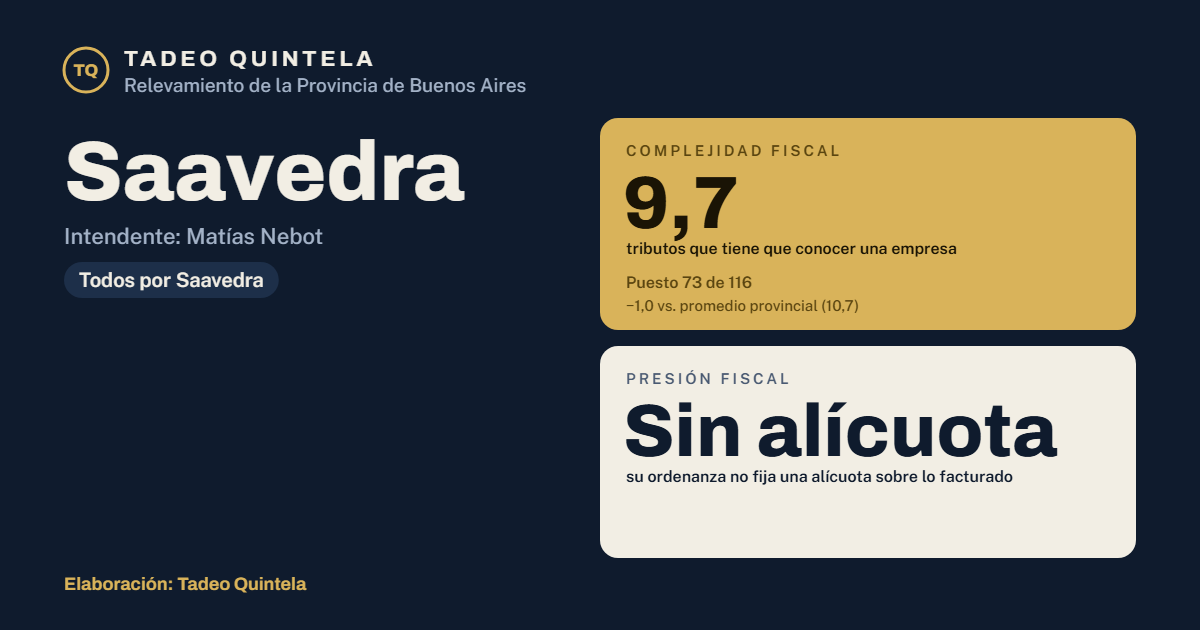 TQ
TADEO QUINTELA
Relevamiento de la Provincia de Buenos Aires
Saavedra
Intendente: Matías Nebot
Todos por Saavedra
COMPLEJIDAD FISCAL
9,7
tributos que tiene que conocer una empresa
Puesto 73 de 116
−1,0 vs. promedio provincial (10,7)
PRESIÓN FISCAL
Sin alícuota
su ordenanza no fija una alícuota sobre lo facturado
Elaboración: Tadeo Quintela